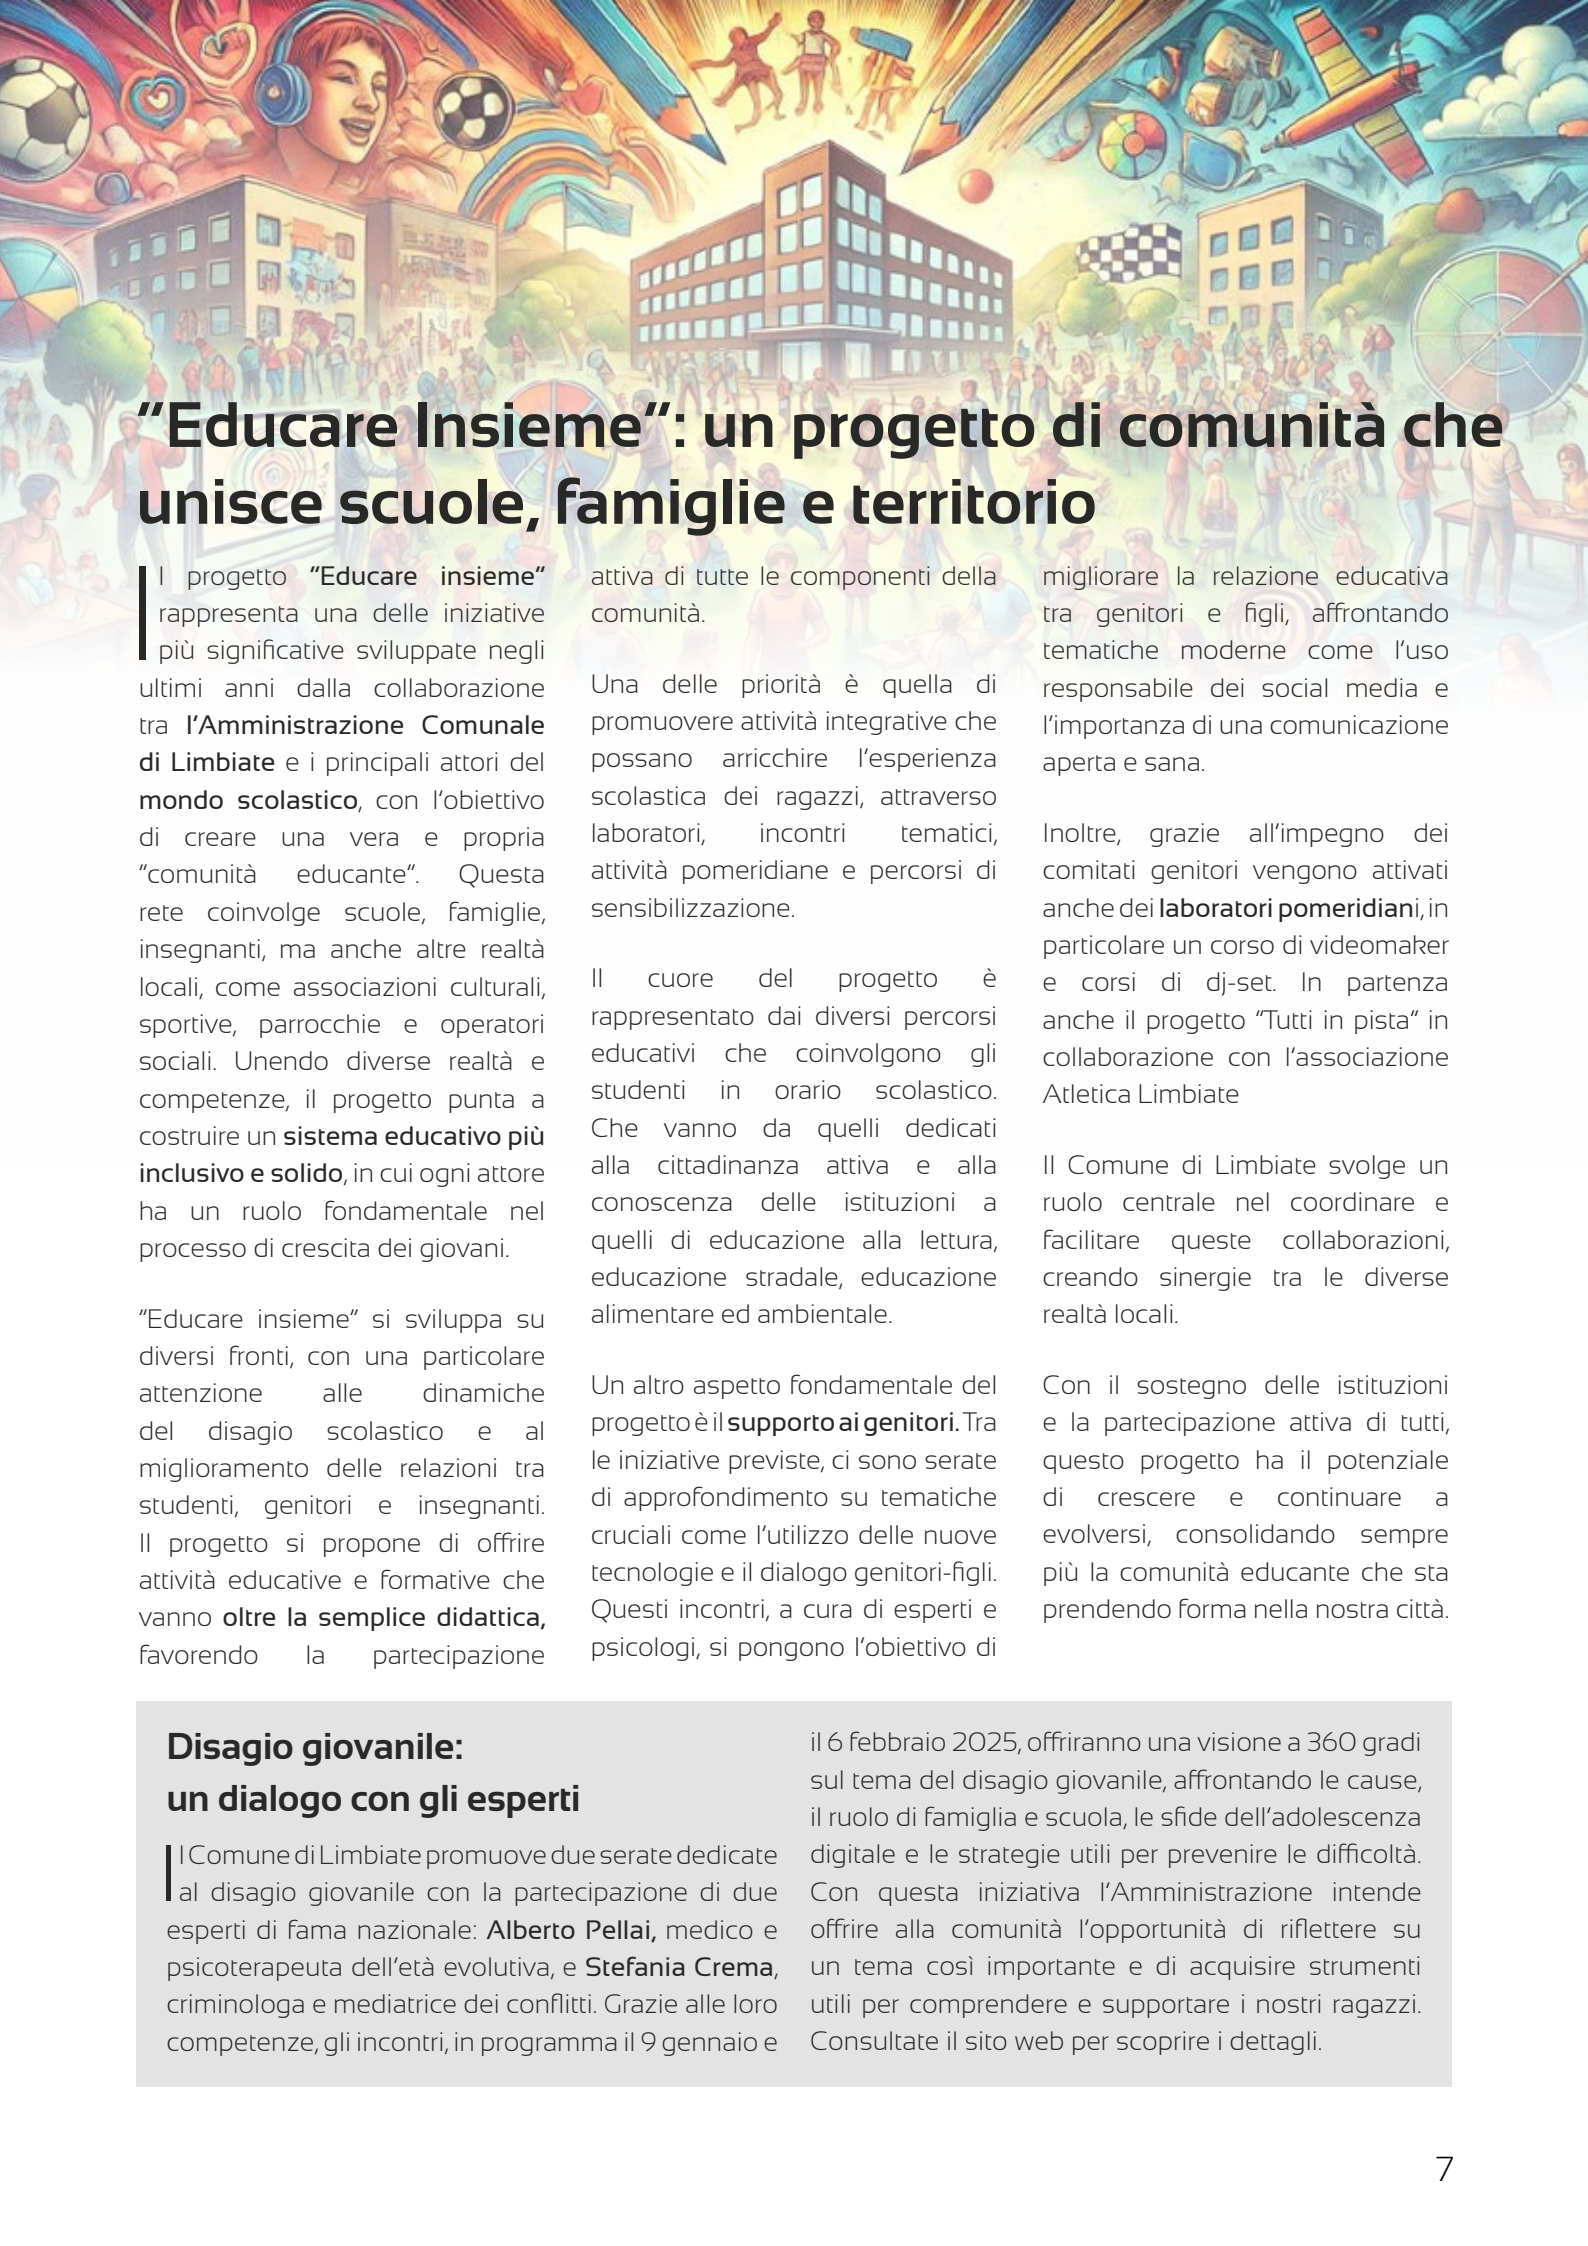 “Educare Insieme“: un progetto di comunità che
unisce scuole, famiglie e territorio
Il progetto “Educare insieme“
rappresenta una delle iniziative
più significative sviluppate negli
ultimi anni dalla collaborazione
tra l’Amministrazione Comunale
di Limbiate e i principali attori del
mondo scolastico, con l’obiettivo
di creare una vera e propria
“comunità educante“. Questa
rete coinvolge scuole, famiglie,
insegnanti, ma anche altre realtà
locali, come associazioni culturali,
sportive, parrocchie e operatori
sociali. Unendo diverse realtà e
competenze, il progetto punta a
costruire un sistema educativo più
inclusivo e solido, in cui ogni attore
ha un ruolo fondamentale nel
processo di crescita dei giovani.
“Educare insieme“ si sviluppa su
diversi fronti, con una particolare
attenzione alle dinamiche
del disagio scolastico e al
miglioramento delle relazioni tra
studenti, genitori e insegnanti.
Il progetto si propone di offrire
attività educative e formative che
vanno oltre la semplice didattica,
favorendo la partecipazione
attiva di tutte le componenti della
comunità.
Una delle priorità è quella di
promuovere attività integrative che
possano arricchire l’esperienza
scolastica dei ragazzi, attraverso
laboratori, incontri tematici,
attività pomeridiane e percorsi di
sensibilizzazione.
Il cuore del progetto è
rappresentato dai diversi percorsi
educativi che coinvolgono gli
studenti in orario scolastico.
Che vanno da quelli dedicati
alla cittadinanza attiva e alla
conoscenza delle istituzioni a
quelli di educazione alla lettura,
educazione stradale, educazione
alimentare ed ambientale.
Un altro aspetto fondamentale del
progetto è il supporto ai genitori. Tra
le iniziative previste, ci sono serate
di approfondimento su tematiche
cruciali come l’utilizzo delle nuove
tecnologie e il dialogo genitori-figli.
Questi incontri, a cura di esperti e
psicologi, si pongono l’obiettivo di
migliorare la relazione educativa
tra genitori e figli, affrontando
tematiche moderne come l’uso
responsabile dei social media e
l’importanza di una comunicazione
aperta e sana.
Inoltre, grazie all’impegno dei
comitati genitori vengono attivati
anche dei laboratori pomeridiani, in
particolare un corso di videomaker
e corsi di dj-set. In partenza
anche il progetto “Tutti in pista“ in
collaborazione con l’associazione
Atletica Limbiate
Il Comune di Limbiate svolge un
ruolo centrale nel coordinare e
facilitare queste collaborazioni,
creando sinergie tra le diverse
realtà locali.
Con il sostegno delle istituzioni
e la partecipazione attiva di tutti,
questo progetto ha il potenziale
di crescere e continuare a
evolversi, consolidando sempre
più la comunità educante che sta
prendendo forma nella nostra città.
Disagio giovanile:
un dialogo con gli esperti
Il Comune di Limbiate promuove due serate dedicate
al disagio giovanile con la partecipazione di due
esperti di fama nazionale: Alberto Pellai, medico e
psicoterapeuta dell’età evolutiva, e Stefania Crema,
criminologa e mediatrice dei conflitti. Grazie alle loro
competenze, gli incontri, in programma il 9 gennaio e
il 6 febbraio 2025, offriranno una visione a 360 gradi
sul tema del disagio giovanile, affrontando le cause,
il ruolo di famiglia e scuola, le sfide dell’adolescenza
digitale e le strategie utili per prevenire le difficoltà.
Con questa iniziativa l’Amministrazione intende
offrire alla comunità l’opportunità di riflettere su
un tema così importante e di acquisire strumenti
utili per comprendere e supportare i nostri ragazzi.
Consultate il sito web per scoprire i dettagli.
7